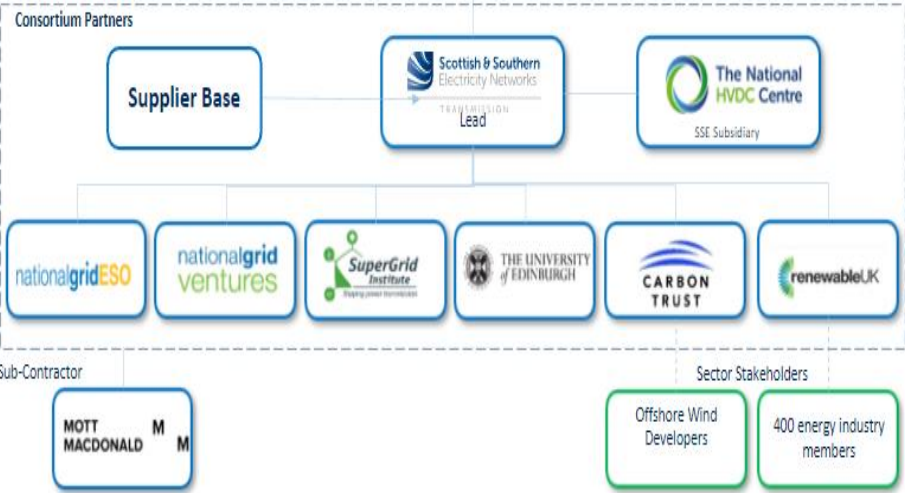 Consortium Partners
Supplier Base
Scottish & Southern
Electricity Networks
TRANSMISSION
Lead
The National
HVDC Centre
SSE Subsidiary
nationalgridESO
nationalgrid
ventures
SuperGrid
Institute
THE UNIVERSITY
of EDINBURGH
CARBON
TRUST
renewableUK
Sub-Contractor
Sector Stakeholders
MOTT M
MACDONALD M
Offshore Wind
Developers
400 energy industry
members